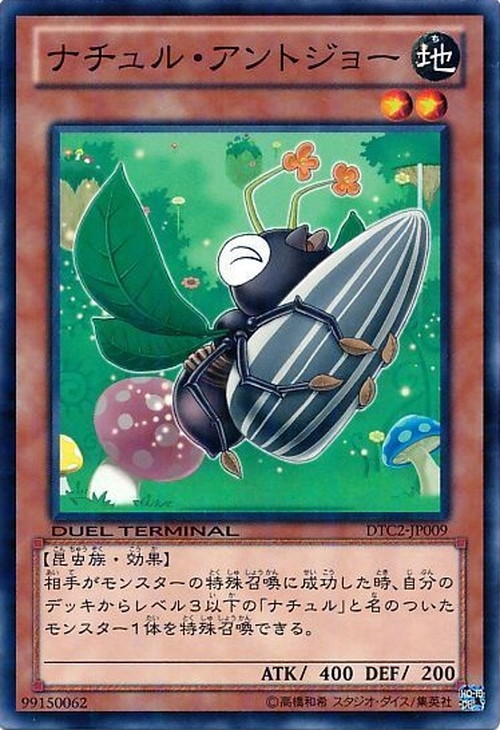 ナチュル・アントジョー
地
DUEL TERMINAL
DTC2-JP009
【昆虫族・効果】
相手がモンスターの特殊召喚に成功した時、自分の
デッキからレベル３以下の「ナチュル」と名のついた
モンスター１体を特殊召喚できる。
ATK/ 400 DEF/ 200
99150062
©高橋和希 スタジオ・ダイス/集英社